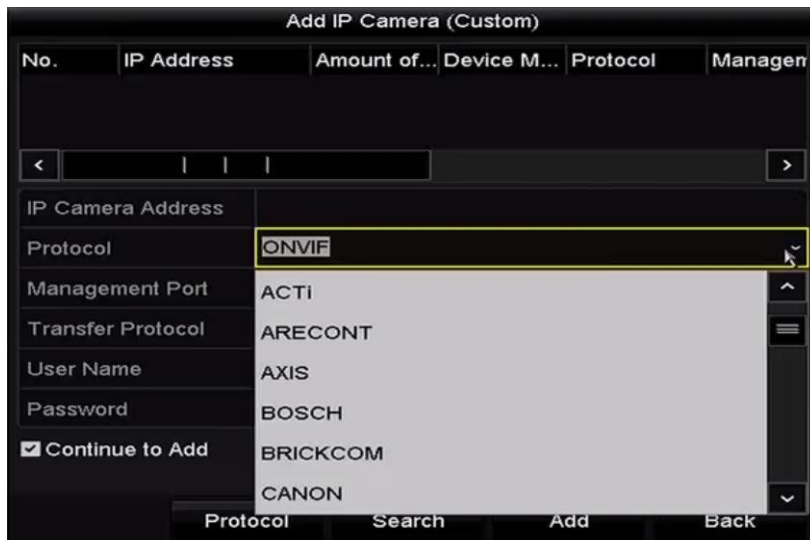 Add IP Camera (Custom)
No. IP Address Amount of... Device M... Protocol Managem
IP Camera Address
Protocol ONVIF
Management Port ACTi
Transfer Protocol ARECONT
User Name AXIS
Password BOSCH
Continue to Add BRICKCOM
CANON
Protocol Search Add Back